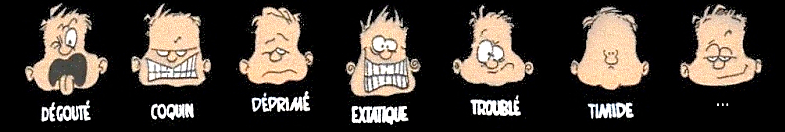 DÉGOUTÉ COQUIN DÉPRIMÉ EXTATIQUE TROUBLÉ TIMIDE ...